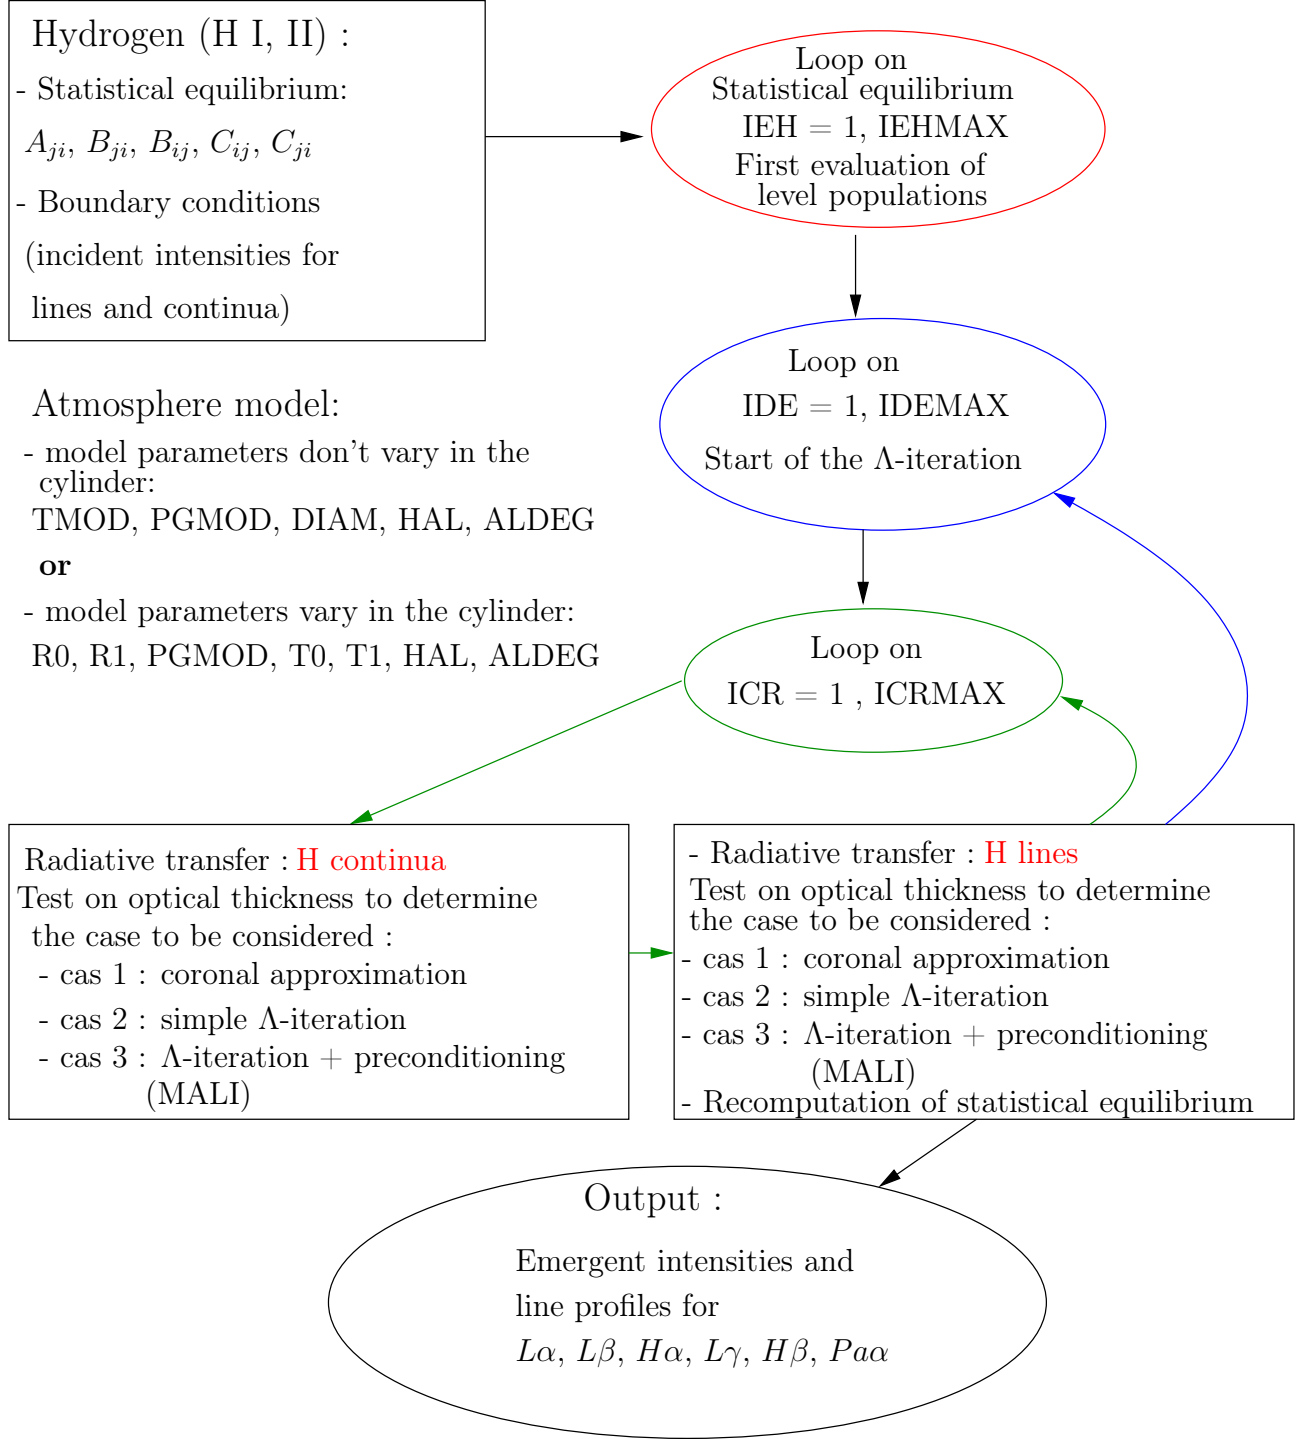 Hydrogen (H I, II) :
- Statistical equilibrium:
A_{ji}, B_{ji}, B_{ij}, C_{ij}, C_{ji}
- Boundary conditions
(incident intensities for
lines and continua)
Loop on
Statistical equilibrium
IEH = 1, IEHMAX
First evaluation of
level populations
Loop on
IDE = 1, IDEMAX
Start of the Λ-iteration
Atmosphere model:
- model parameters don't vary in the
cylinder:
TMOD, PGMOD, DIAM, HAL, ALDEG
or
- model parameters vary in the cylinder:
R0, R1, PGMOD, T0, T1, HAL, ALDEG
Loop on
ICR = 1 , ICRMAX
Radiative transfer : H continua
Test on optical thickness to determine
the case to be considered :
- cas 1 : coronal approximation
- cas 2 : simple Λ-iteration
- cas 3 : Λ-iteration + preconditioning
(MALI)
- Radiative transfer : H lines
Test on optical thickness to determine
the case to be considered :
- cas 1 : coronal approximation
- cas 2 : simple Λ-iteration
- cas 3 : Λ-iteration + preconditioning
(MALI)
- Recomputation of statistical equilibrium
Output :
Emergent intensities and
line profiles for
Lα, Lβ, Hα, Lγ, Hβ, Paα